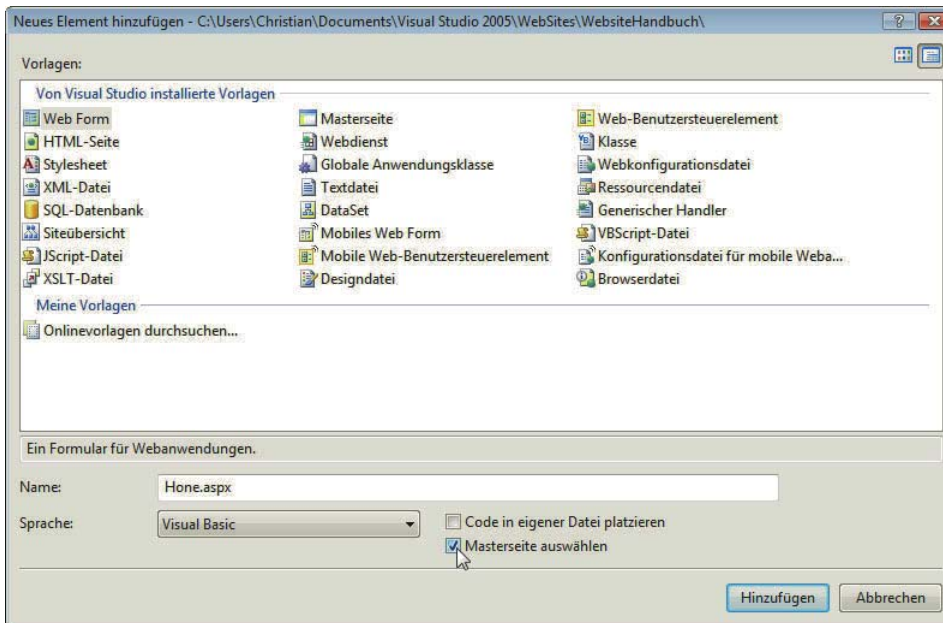 Neues Element hinzufügen - C:\Users\Christian\Documents\Visual Studio 2005\WebSites\WebsiteHandbuch\
Vorlagen:
Von Visual Studio installierte Vorlagen
Web Form Masterseite Web-Benutzersteuerelement
HTML-Seite Webdienst Klasse
Stylesheet Globale Anwendungsklasse Webkonfigurationsdatei
XML-Datei Textdatei Ressourcendatei
SQL-Datenbank DataSet Generischer Handler
Siteübersicht Mobiles Web Form VBScript-Datei
JScript-Datei Mobile Web-Benutzersteuerelement Konfigurationsdatei für mobile Weba...
XSLT-Datei Designdatei Browserdatei
Meine Vorlagen
Onlinevorlagen durchsuchen...
Ein Formular für Webanwendungen.
Name: Hone.aspx
Sprache: Visual Basic Code in eigener Datei platzieren
Masterseite auswählen
Hinzufügen Abbrechen